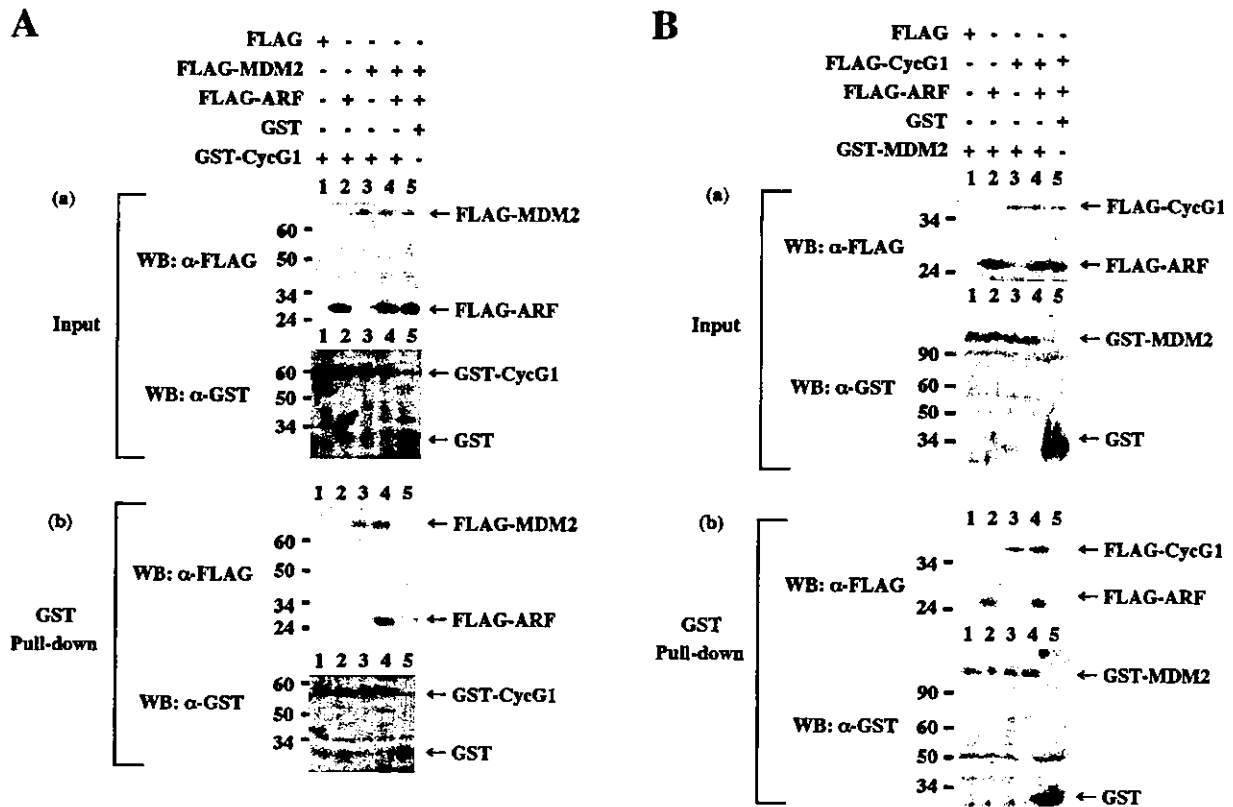 A
FLAG + - - - -
FLAG-MDM2 - - + + +
FLAG-ARF - + - + +
GST - - - - +
GST-CycG1 + + + + -
(a)
1 2 3 4 5
← FLAG-MDM2
60
50
WB: α-FLAG
34
24
← FLAG-ARF
Input
1 2 3 4 5
60
← GST-CycG1
WB: α-GST
34
← GST
(b)
1 2 3 4 5
← FLAG-MDM2
60
50
WB: α-FLAG
34
24
← FLAG-ARF
GST
Pull-down
1 2 3 4 5
60
← GST-CycG1
WB: α-GST
50
34
← GST
B
FLAG + - - - -
FLAG-CycG1 - - + + +
FLAG-ARF - + - + +
GST - - - - +
GST-MDM2 + + + + -
(a)
1 2 3 4 5
← FLAG-CycG1
34
WB: α-FLAG
24
← FLAG-ARF
Input
1 2 3 4 5
← GST-MDM2
90
WB: α-GST
60
50
34
← GST
(b)
1 2 3 4 5
← FLAG-CycG1
34
WB: α-FLAG
24
← FLAG-ARF
GST
Pull-down
1 2 3 4 5
← GST-MDM2
90
WB: α-GST
60
50
34
← GST